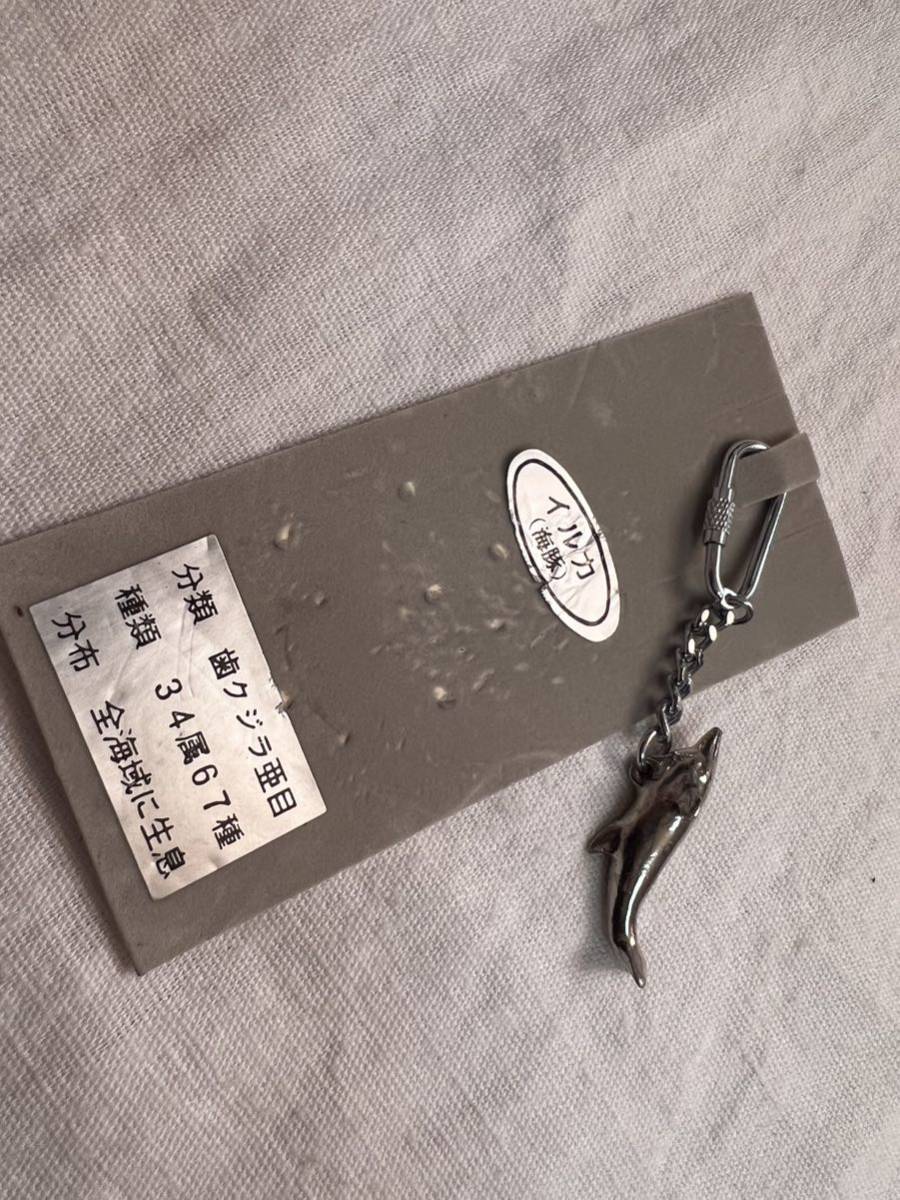 イルカ
(海豚)
分類　歯クジラ亜目
種類　３４属６７種
分布　全海域に生息